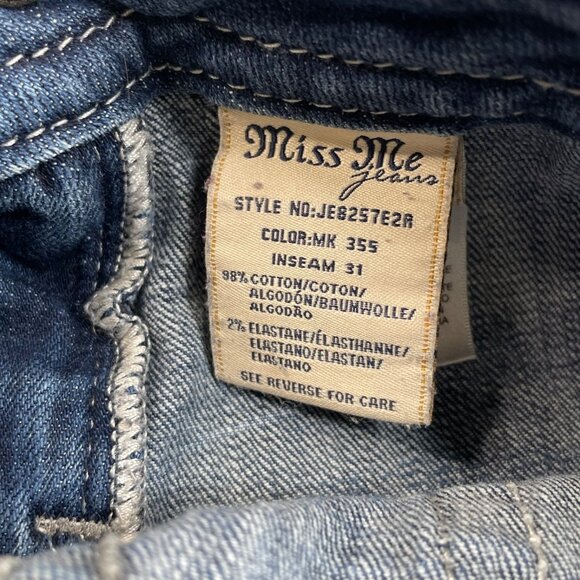 Miss Me
jeans
STYLE NO:JE8257E2R
COLOR:MK 355
INSEAM 31
98% COTTON/COTON/
ALGODÓN/BAUMWOLLE/
ALGODÃO
2% ELASTANE/ÉLASTHANNE/
ELASTANO/ELASTAN/
ELASTANO
SEE REVERSE FOR CARE